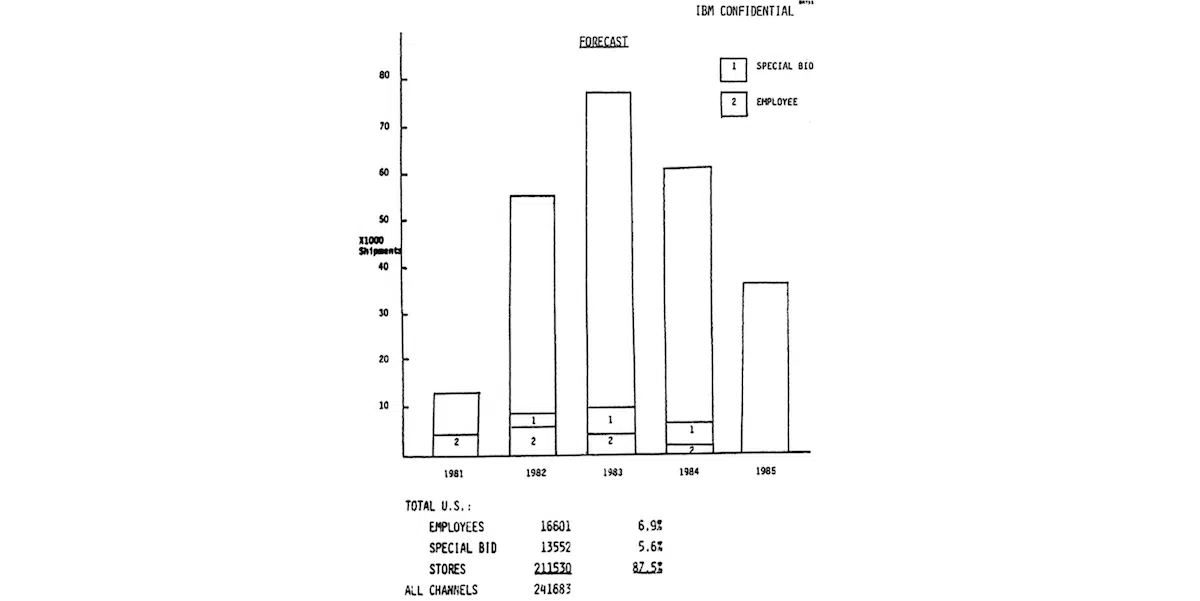 IBM CONFIDENTIAL
FORECAST
1 SPECIAL BID
2 EMPLOYEE
80
70
60
50
X1000
Shipments
40
30
20
10
2
1
2
1
2
1
2
1981 1982 1983 1984 1985
TOTAL U.S.:
EMPLOYEES 16601 6.9%
SPECIAL BID 13552 5.6%
STORES 211530 87.5%
ALL CHANNELS 241683